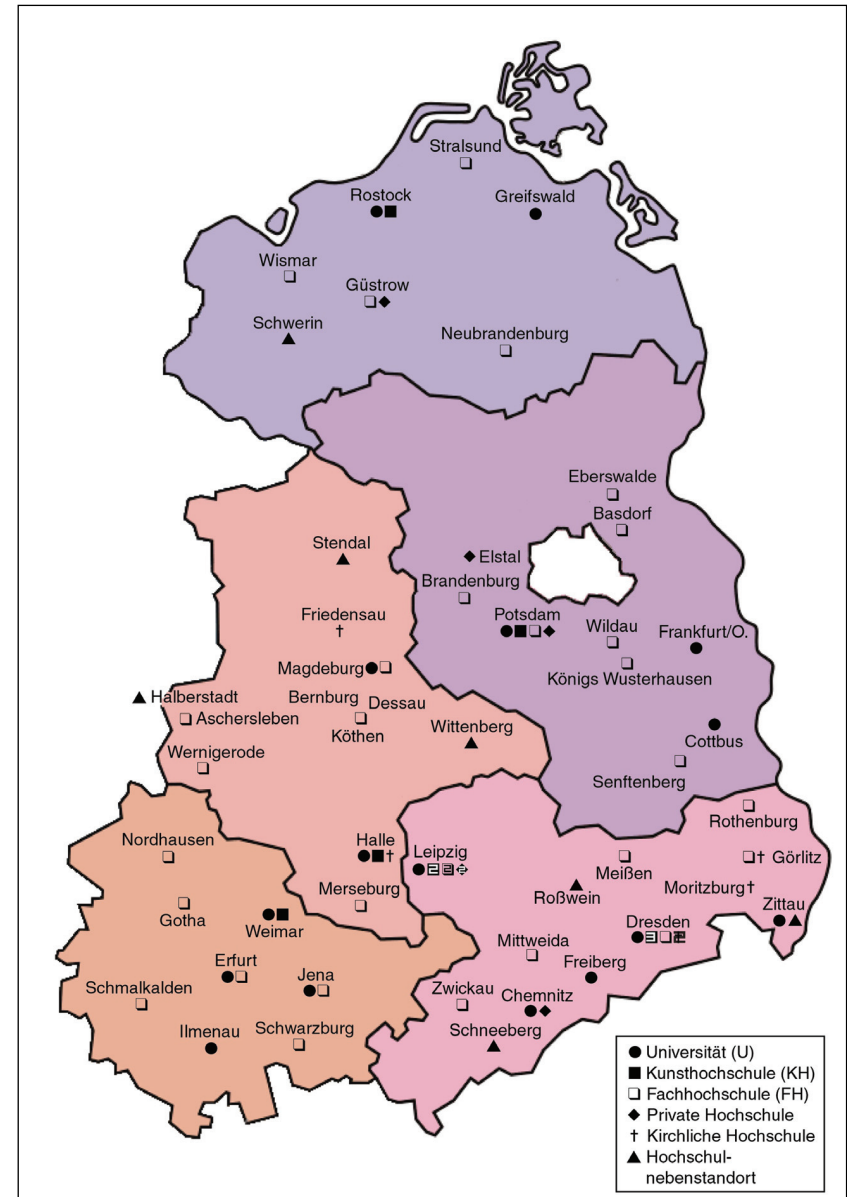 Stralsund
Rostock
Greifswald
Wismar
Güstrow
Schwerin
Neubrandenburg
Eberswalde
Basdorf
Stendal
Elstal
Brandenburg
Friedensau
Potsdam
Wildau
Frankfurt/O.
Magdeburg
Königs Wusterhausen
Halberstadt
Bernburg
Dessau
Aschersleben
Köthen
Wittenberg
Cottbus
Wernigerode
Senftenberg
Rothenburg
Nordhausen
Halle
Leipzig
Meißen
Görlitz
Merseburg
Roßwein
Moritzburg
Zittau
Gotha
Weimar
Dresden
Mittweida
Erfurt
Jena
Freiberg
Schmalkalden
Zwickau
Chemnitz
Ilmenau
Schwarzburg
Schneeberg
Universität (U)
Kunsthochschule (KH)
Fachhochschule (FH)
Private Hochschule
Kirchliche Hochschule
Hochschul-
nebenstandort